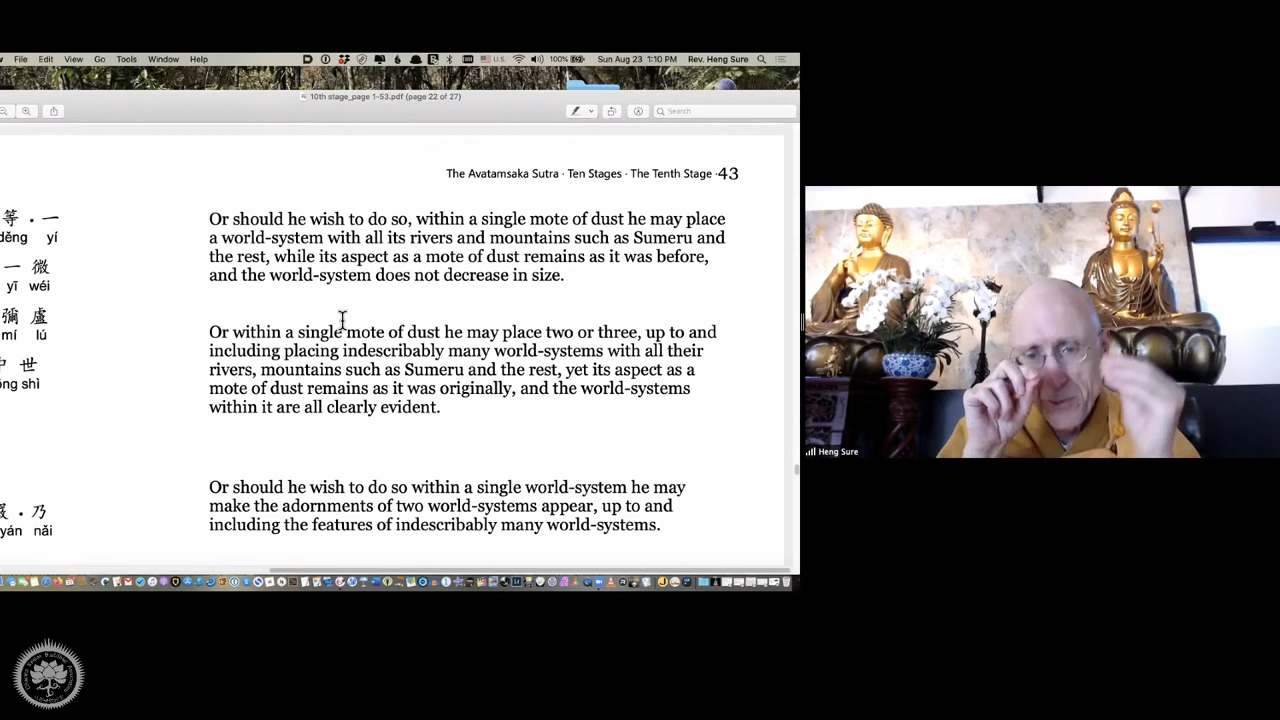 File Edit View Go Tools Window Help U.S. 100% Sun Aug 23 1:10 PM Rev. Heng Sure
10th stage_page 1-53.pdf (page 22 of 27)
Search
The Avatamsaka Sutra · Ten Stages · The Tenth Stage ·43
等 · 一
děng yí
一 微
yī wéi
彌 盧
mí lú
世
shì
乃
yán nǎi
Or should he wish to do so, within a single mote of dust he may place
a world-system with all its rivers and mountains such as Sumeru and
the rest, while its aspect as a mote of dust remains as it was before,
and the world-system does not decrease in size.
Or within a single mote of dust he may place two or three, up to and
including placing indescribably many world-systems with all their
rivers, mountains such as Sumeru and the rest, yet its aspect as a
mote of dust remains as it was originally, and the world-systems
within it are all clearly evident.
Or should he wish to do so within a single world-system he may
make the adornments of two world-systems appear, up to and
including the features of indescribably many world-systems.
Heng Sure